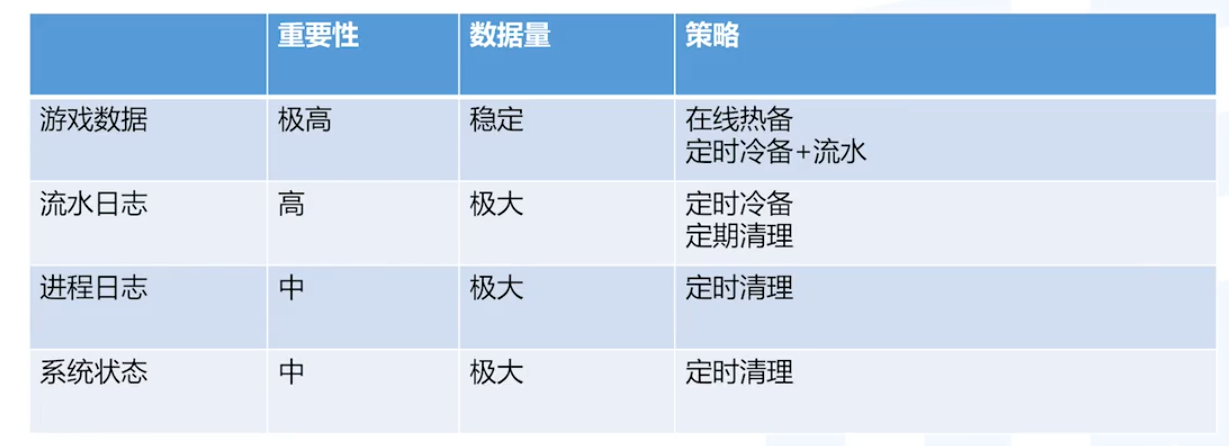 重要性 数据量 策略
游戏数据 极高 稳定 在线热备
定时冷备+流水
流水日志 高 极大 定时冷备
定期清理
进程日志 中 极大 定时清理
系统状态 中 极大 定时清理